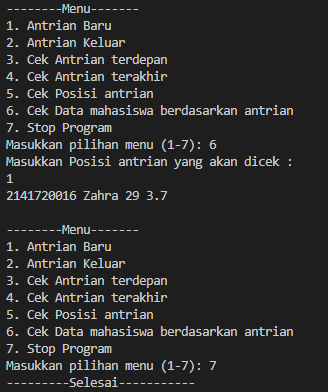 --------Menu-------
1. Antrian Baru
2. Antrian Keluar
3. Cek Antrian terdepan
4. Cek Antrian terakhir
5. Cek Posisi antrian
6. Cek Data mahasiswa berdasarkan antrian
7. Stop Program
Masukkan pilihan menu (1-7): 6
Masukkan Posisi antrian yang akan dicek :
1
2141720016 Zahra 29 3.7

--------Menu-------
1. Antrian Baru
2. Antrian Keluar
3. Cek Antrian terdepan
4. Cek Antrian terakhir
5. Cek Posisi antrian
6. Cek Data mahasiswa berdasarkan antrian
7. Stop Program
Masukkan pilihan menu (1-7): 7
---------Selesai-----------